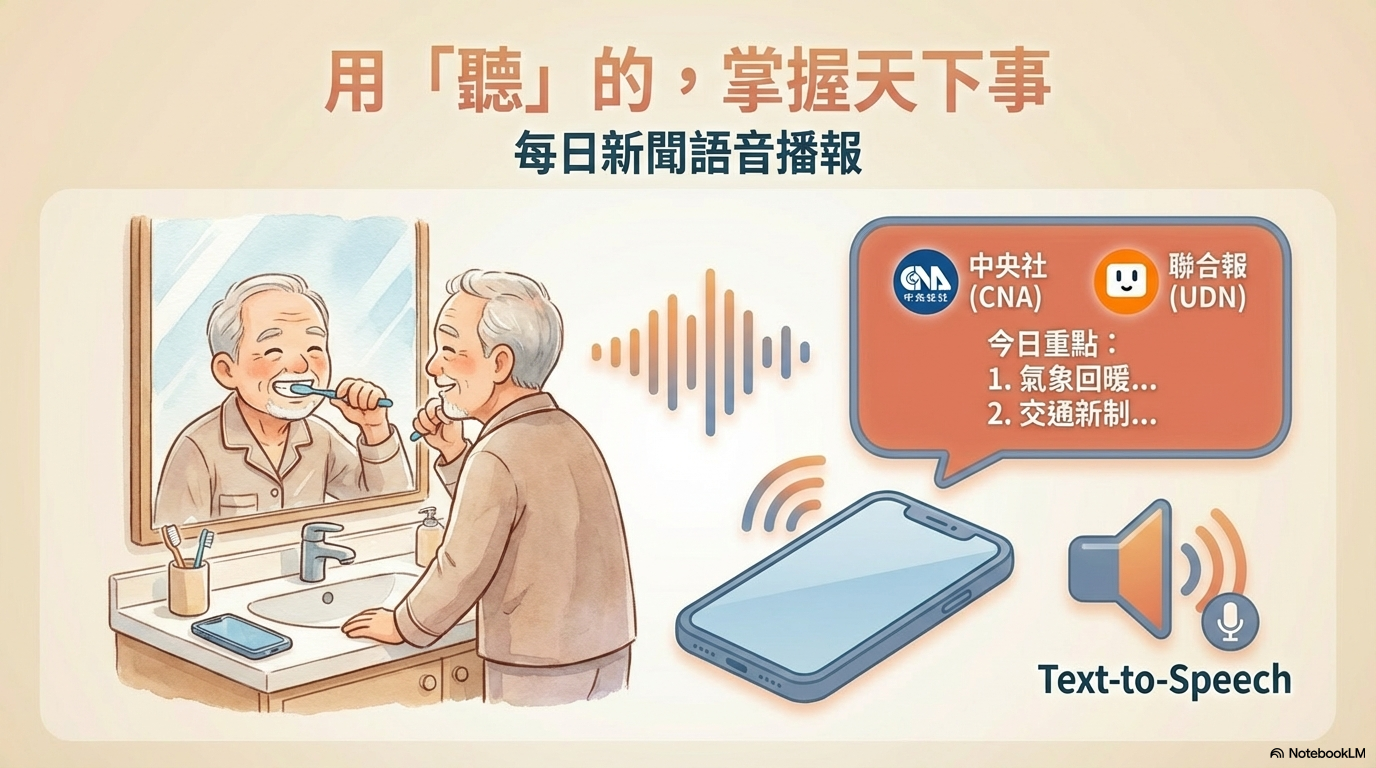 用「聽」的，掌握天下事
每日新聞語音播報
CNA
中央社
(CNA)
聯合報
(UDN)
今日重點：
1. 氣象回暖...
2. 交通新制...
Text-to-Speech
NotebookLM